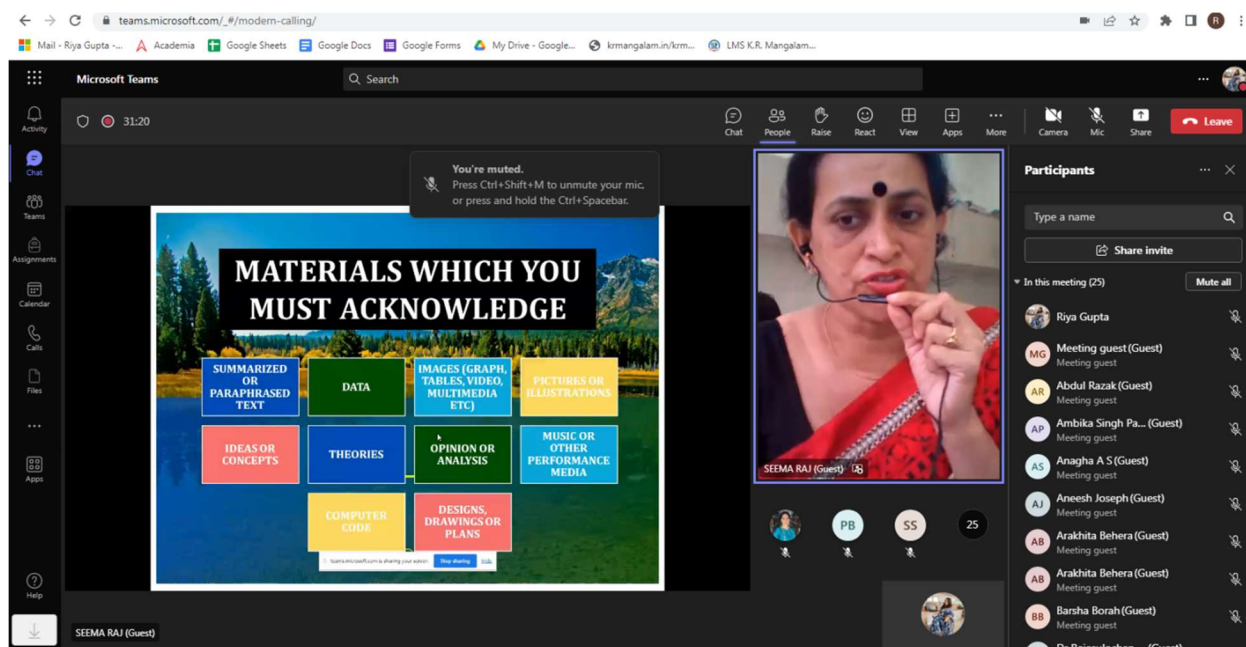 teams.microsoft.com/_#/modern-calling/
Mail - Riya Gupta -...
Academia
Google Sheets
Google Docs
Google Forms
My Drive - Google...
krmangalam.in/krm...
LMS K.R. Mangalam...
Microsoft Teams
Search
31:20
Chat
People
Raise
React
View
Apps
More
Camera
Mic
Share
Leave
Activity
Chat
Teams
Assignments
Calendar
Calls
Files
Apps
Help
You're muted.
Press Ctrl+Shift+M to unmute your mic,
or press and hold the Ctrl+Spacebar.
MATERIALS WHICH YOU
MUST ACKNOWLEDGE
SUMMARIZED
OR
PARAPHRASED
TEXT
DATA
IMAGES (GRAPH,
TABLES, VIDEO,
MULTIMEDIA
ETC)
PICTURES OR
ILLUSTRATIONS
IDEAS OR
CONCEPTS
THEORIES
OPINION OR
ANALYSIS
MUSIC OR
OTHER
PERFORMANCE
MEDIA
COMPUTER
CODE
DESIGNS,
DRAWINGS OR
PLANS
teams.microsoft.com is sharing your screen.
Stop sharing
Hide
SEEMA RAJ (Guest)
SEEMA RAJ (Guest)
PB
SS
25
Participants
Type a name
Share invite
In this meeting (25)
Mute all
Riya Gupta
MG
Meeting guest (Guest)
Meeting guest
AR
Abdul Razak (Guest)
Meeting guest
AP
Ambika Singh Pa... (Guest)
Meeting guest
AS
Anagha A S (Guest)
Meeting guest
AJ
Aneesh Joseph (Guest)
Meeting guest
AB
Arakhita Behera (Guest)
Meeting guest
AB
Arakhita Behera (Guest)
Meeting guest
BB
Barsha Borah (Guest)
Meeting guest
R